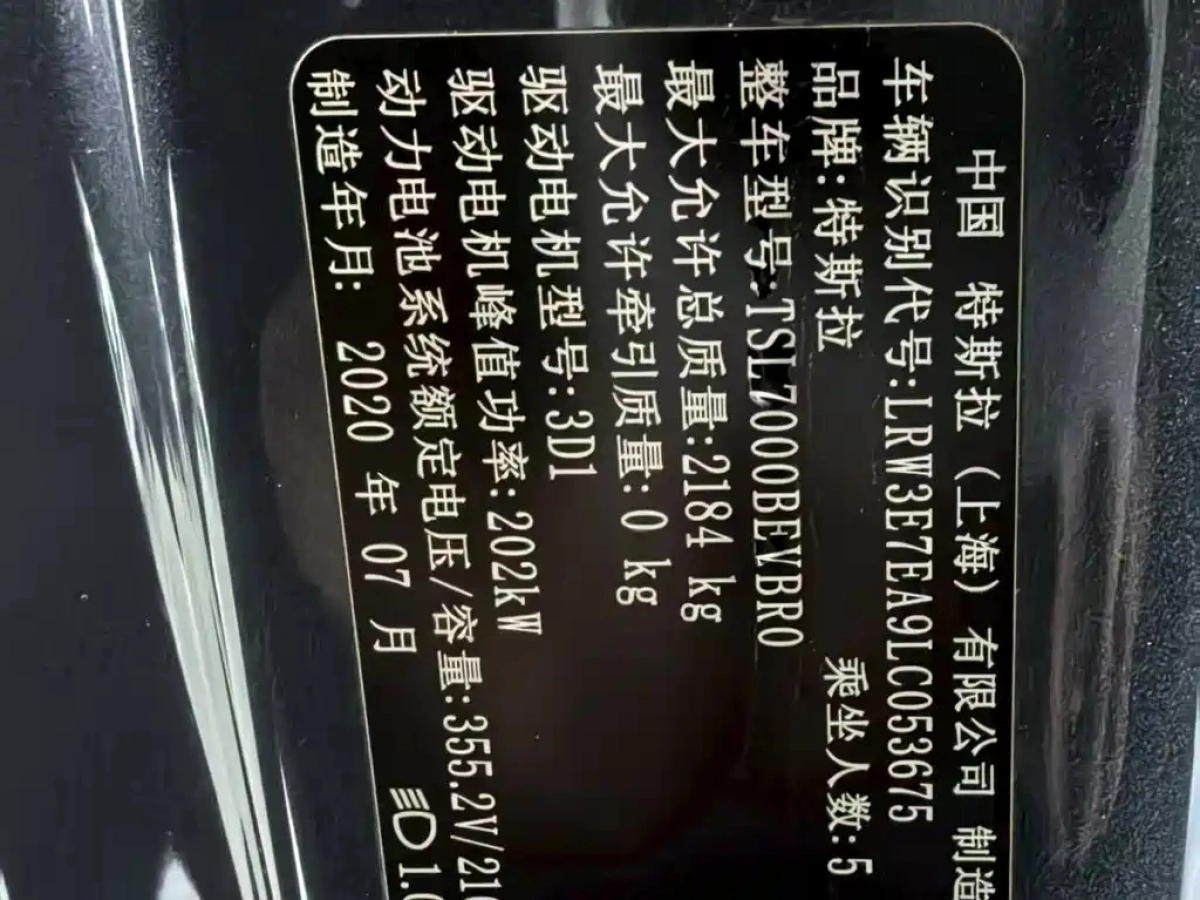 中国 特斯拉（上海）有限公司 制造
车辆识别代号:LRW3E7EA9LC053675
品牌:特斯拉 乘坐人数:5
整车型号:TSL7000BEVBR0
最大允许总质量:2184 kg
最大允许牵引质量:0 kg
驱动电机型号:3D1
驱动电机峰值功率:202kW
动力电池系统额定电压/容量:355.2V/21
制造年月: 2020 年 07 月
1.0